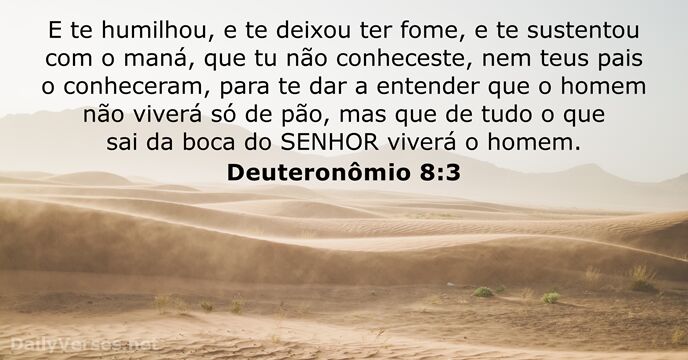 E te humilhou, e te deixou ter fome, e te sustentou
com o maná, que tu não conheceste, nem teus pais
o conheceram, para te dar a entender que o homem
não viverá só de pão, mas que de tudo o que
sai da boca do SENHOR viverá o homem.
Deuteronômio 8:3
DailyVerses.net